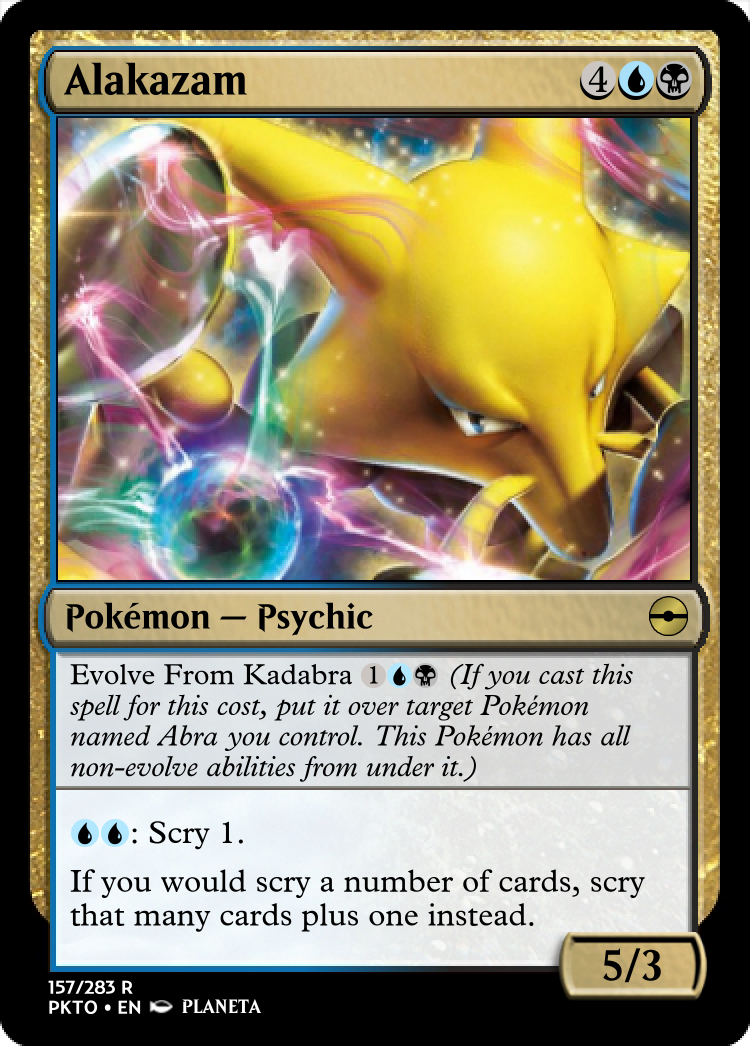 Alakazam 4
Pokémon — Psychic
Evolve From Kadabra 1 (If you cast this
spell for this cost, put it over target Pokémon
named Abra you control. This Pokémon has all
non-evolve abilities from under it.)
: Scry 1.
If you would scry a number of cards, scry
that many cards plus one instead.
5/3
157/283 R
PKTO • EN PLANETA